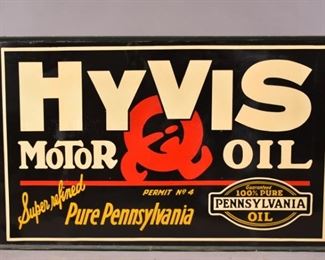 HYVIS
MOTOR OIL
PERMIT Nº 4
Super refined
Pure Pennsylvania
Guaranteed
100% PURE
PENNSYLVANIA
OIL